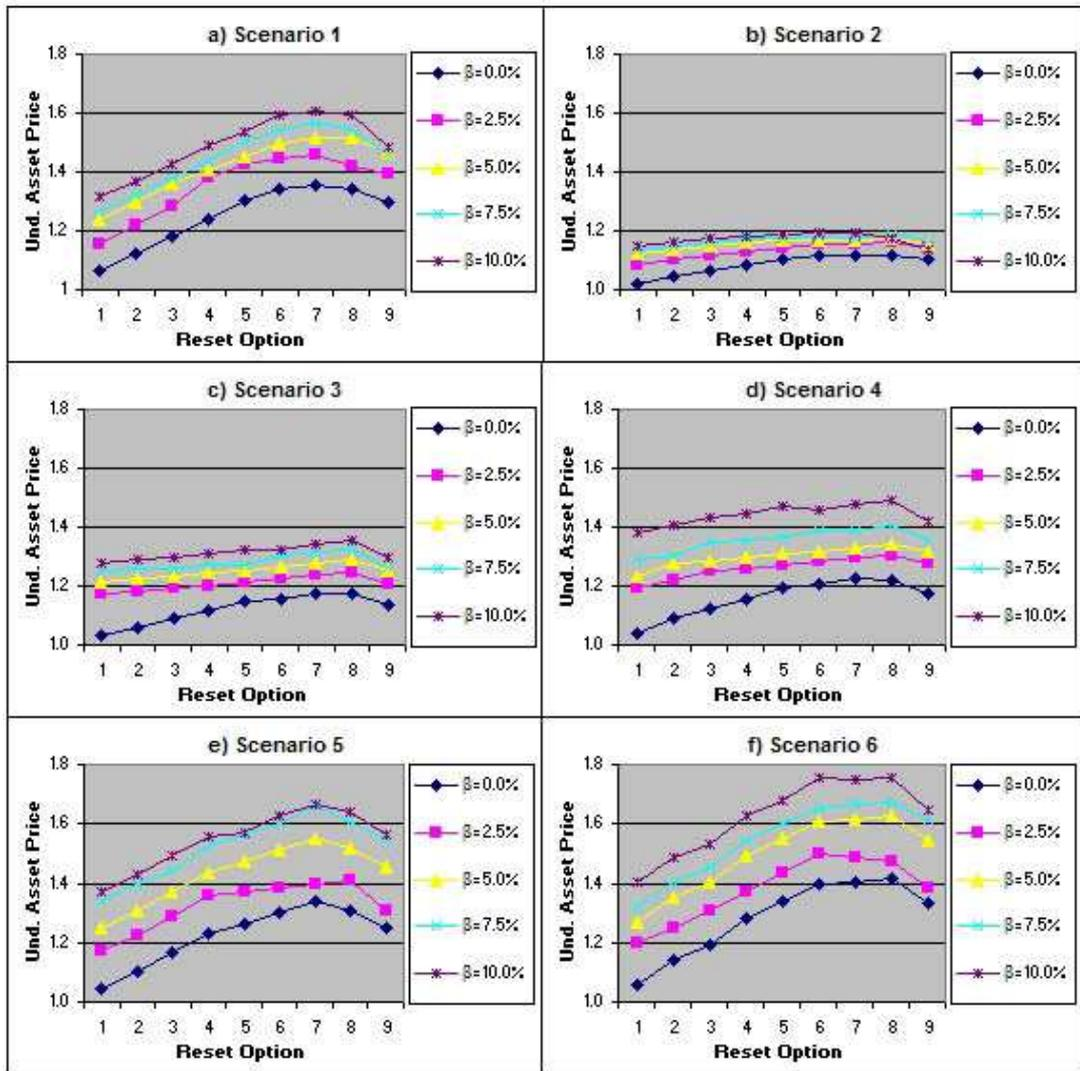 a) Scenario 1
Und. Asset Price
1.8
1.6
1.4
1.2
1
1 2 3 4 5 6 7 8 9
Reset Option
β=0.0%
β=2.5%
β=5.0%
β=7.5%
β=10.0%
b) Scenario 2
Und. Asset Price
1.8
1.6
1.4
1.2
1.0
1 2 3 4 5 6 7 8 9
Reset Option
β=0.0%
β=2.5%
β=5.0%
β=7.5%
β=10.0%
c) Scenario 3
Und. Asset Price
1.8
1.6
1.4
1.2
1.0
1 2 3 4 5 6 7 8 9
Reset Option
β=0.0%
β=2.5%
β=5.0%
β=7.5%
β=10.0%
d) Scenario 4
Und. Asset Price
1.8
1.6
1.4
1.2
1.0
1 2 3 4 5 6 7 8 9
Reset Option
β=0.0%
β=2.5%
β=5.0%
β=7.5%
β=10.0%
e) Scenario 5
Und. Asset Price
1.8
1.6
1.4
1.2
1.0
1 2 3 4 5 6 7 8 9
Reset Option
β=0.0%
β=2.5%
β=5.0%
β=7.5%
β=10.0%
f) Scenario 6
Und. Asset Price
1.8
1.6
1.4
1.2
1.0
1 2 3 4 5 6 7 8 9
Reset Option
β=0.0%
β=2.5%
β=5.0%
β=7.5%
β=10.0%